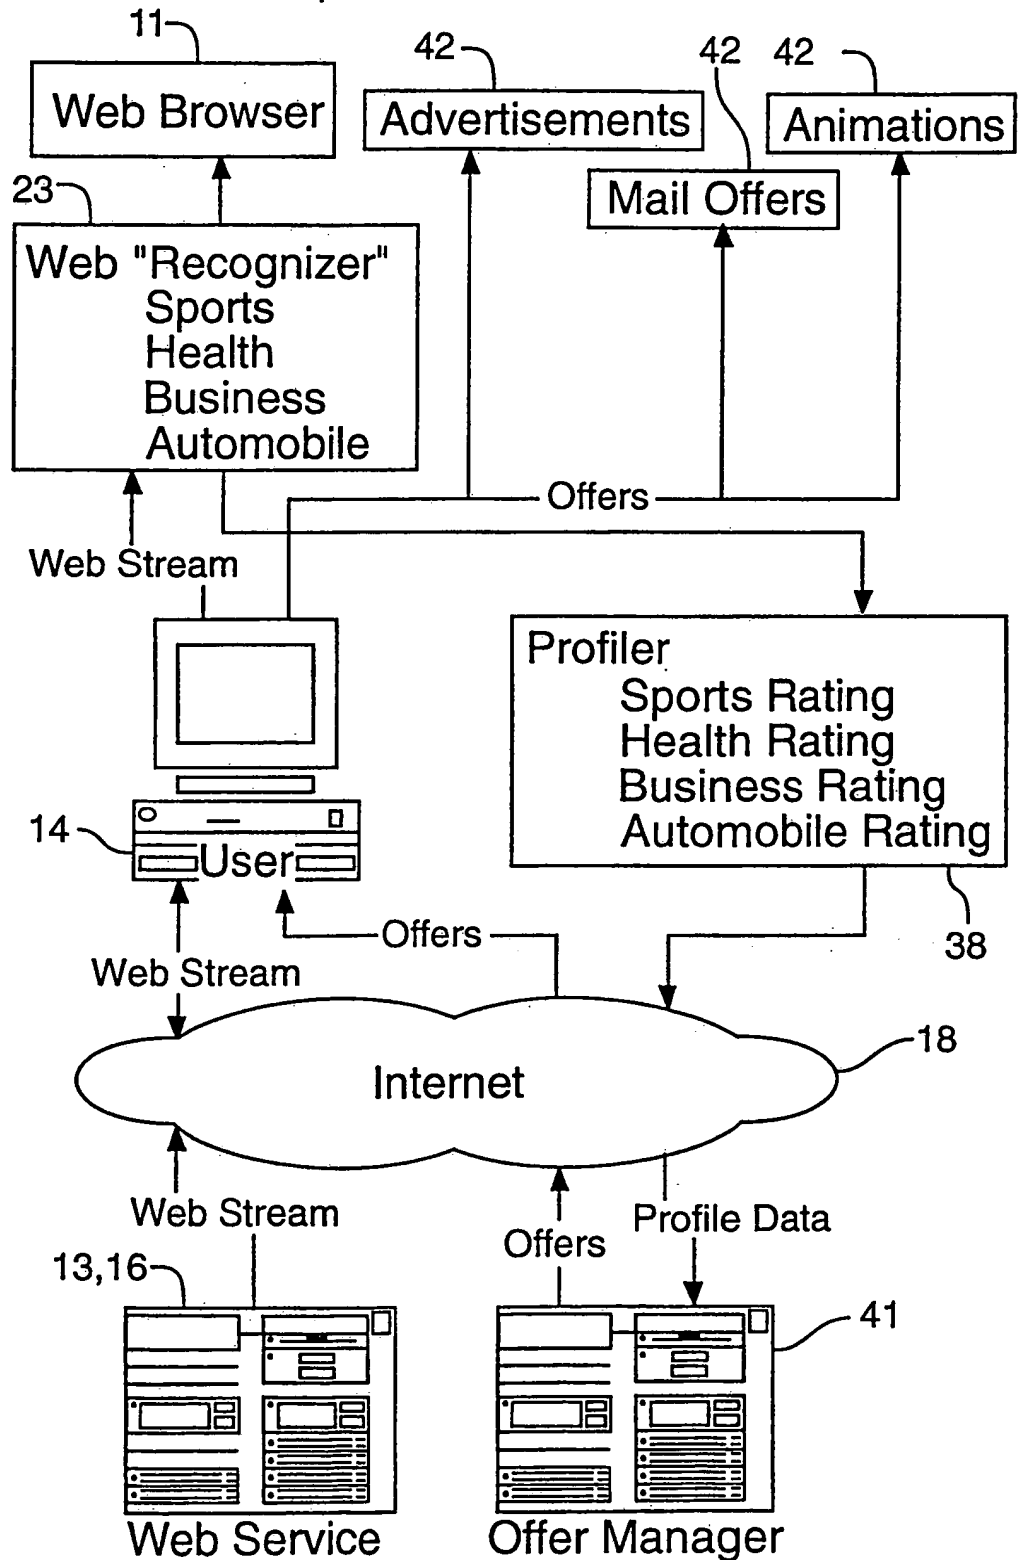 11
42
42
42
Web Browser
Advertisements
Animations
23
Mail Offers
Web "Recognizer"
Sports
Health
Business
Automobile
Offers
Web Stream
Profiler
Sports Rating
Health Rating
Business Rating
Automobile Rating
14
User
Offers
38
Web Stream
18
Internet
Web Stream
Profile Data
Offers
13,16
41
Web Service
Offer Manager